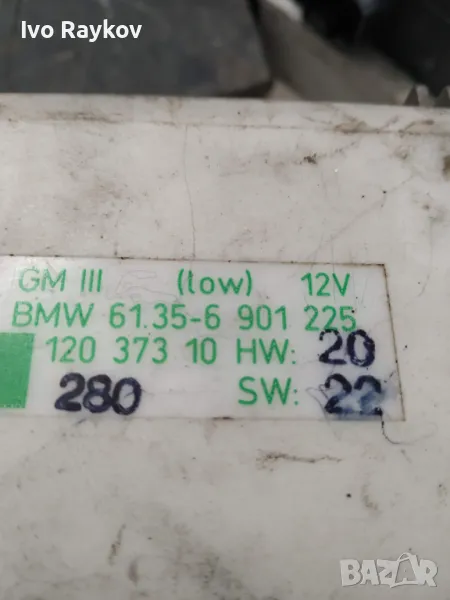 Ivo Raykov
GM III (low) 12V
BMW 61.35-6 901 225
120 373 10 HW: 20
280 SW: 22
BAZAR